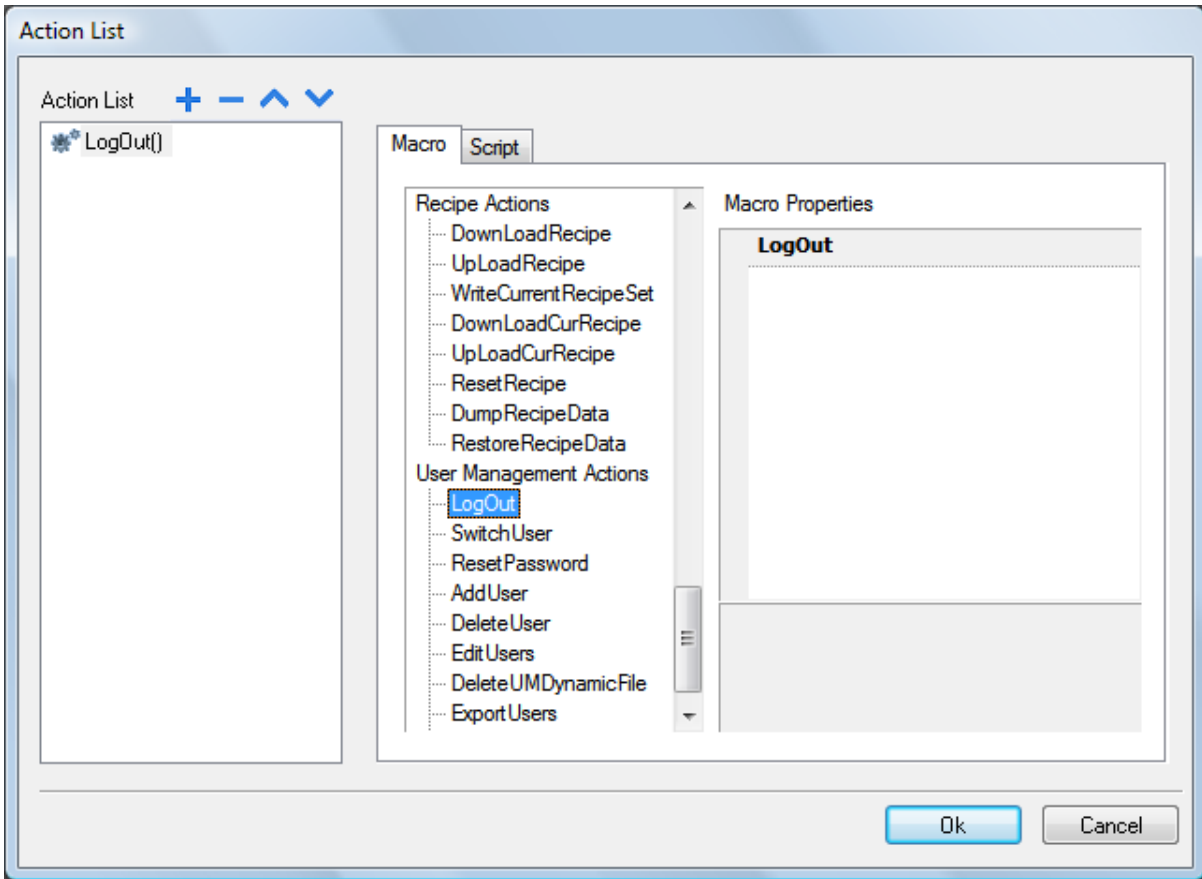 Action List
Action List
LogOut()
Macro
Script
Recipe Actions
DownLoadRecipe
UpLoadRecipe
WriteCurrentRecipeSet
DownLoadCurRecipe
UpLoadCurRecipe
ResetRecipe
DumpRecipeData
RestoreRecipeData
User Management Actions
LogOut
SwitchUser
ResetPassword
AddUser
DeleteUser
EditUsers
DeleteUMDynamicFile
ExportUsers
Macro Properties
LogOut
Ok
Cancel